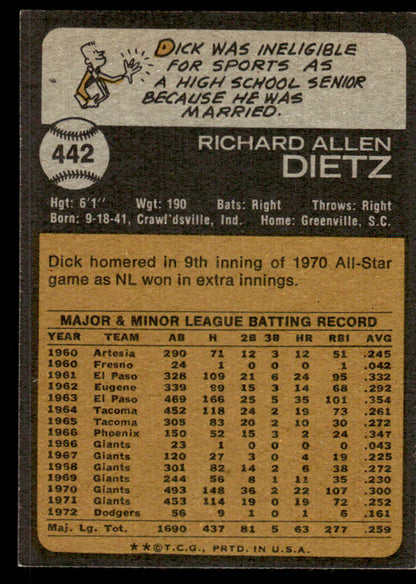 DICK WAS INELIGIBLE
FOR SPORTS AS
A HIGH SCHOOL SENIOR
BECAUSE HE WAS
MARRIED.
442
RICHARD ALLEN
DIETZ
Hgt: 6'1" Wgt: 190 Bats: Right Throws: Right
Born: 9-18-41, Crawl'dsville, Ind. Home: Greenville, S.C.
Dick homered in 9th inning of 1970 All-Star
game as NL won in extra innings.
MAJOR & MINOR LEAGUE BATTING RECORD
YEAR TEAM AB H 2B 3B HR RBI AVG
1960 Artesia 290 71 12 3 12 51 .245
1960 Fresno 24 1 0 0 0 1 .042
1961 El Paso 328 109 21 6 24 95 .332
1962 Eugene 339 99 15 3 14 68 .292
1963 El Paso 469 166 25 5 35 101 .354
1964 Tacoma 452 118 24 2 19 73 .261
1965 Tacoma 305 83 20 2 10 30 .272
1966 Phoenix 150 52 15 3 2 24 .347
1966 Giants 23 1 0 0 0 0 .043
1967 Giants 120 27 3 0 4 19 .225
1968 Giants 301 82 14 2 6 38 .272
1969 Giants 244 56 8 1 11 35 .230
1970 Giants 493 148 36 2 22 107 .300
1971 Giants 453 114 19 0 19 72 .252
1972 Dodgers 56 9 1 0 1 6 .161
Maj. Lg. Tot. 1690 437 81 5 63 277 .259
★★©T.C.G., PRTD. IN U.S.A.